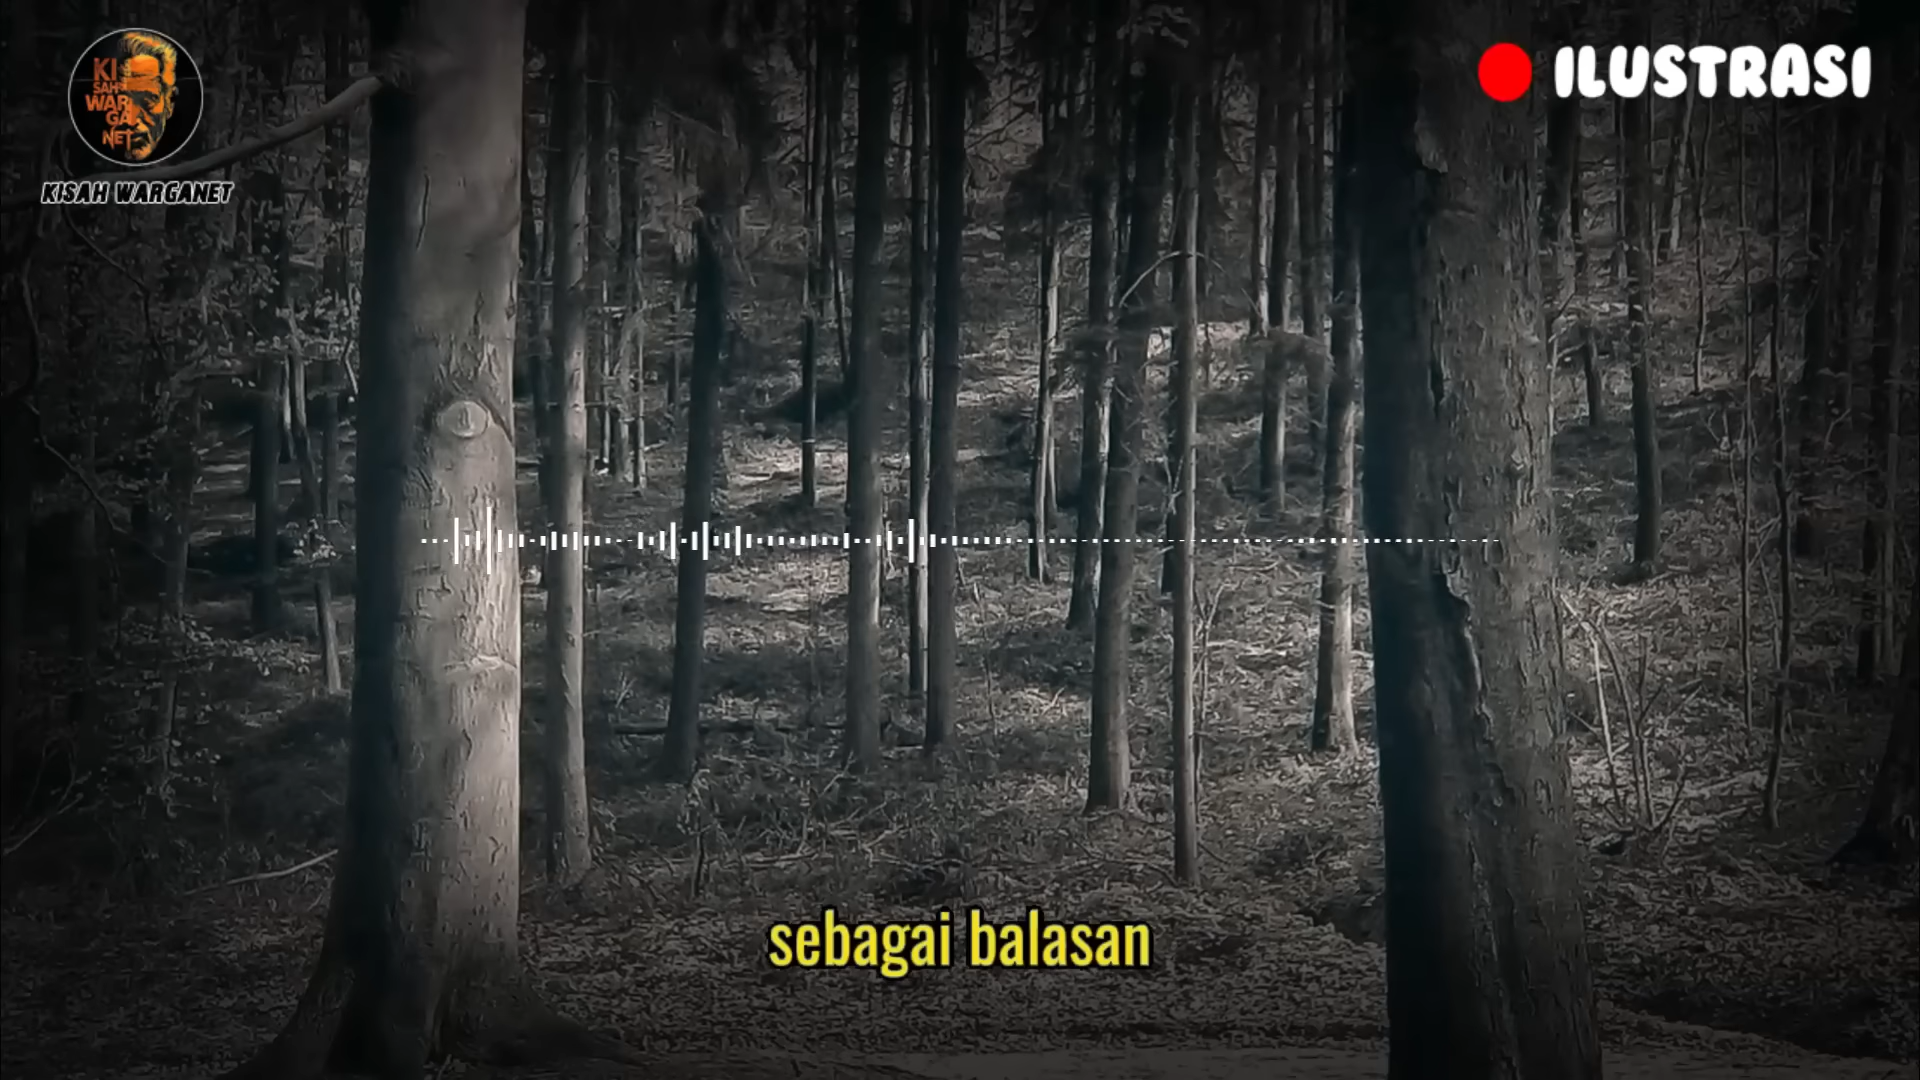 KI
SAH
WAR
GA
NET
KISAH WARGANET
ILUSTRASI
sebagai balasan